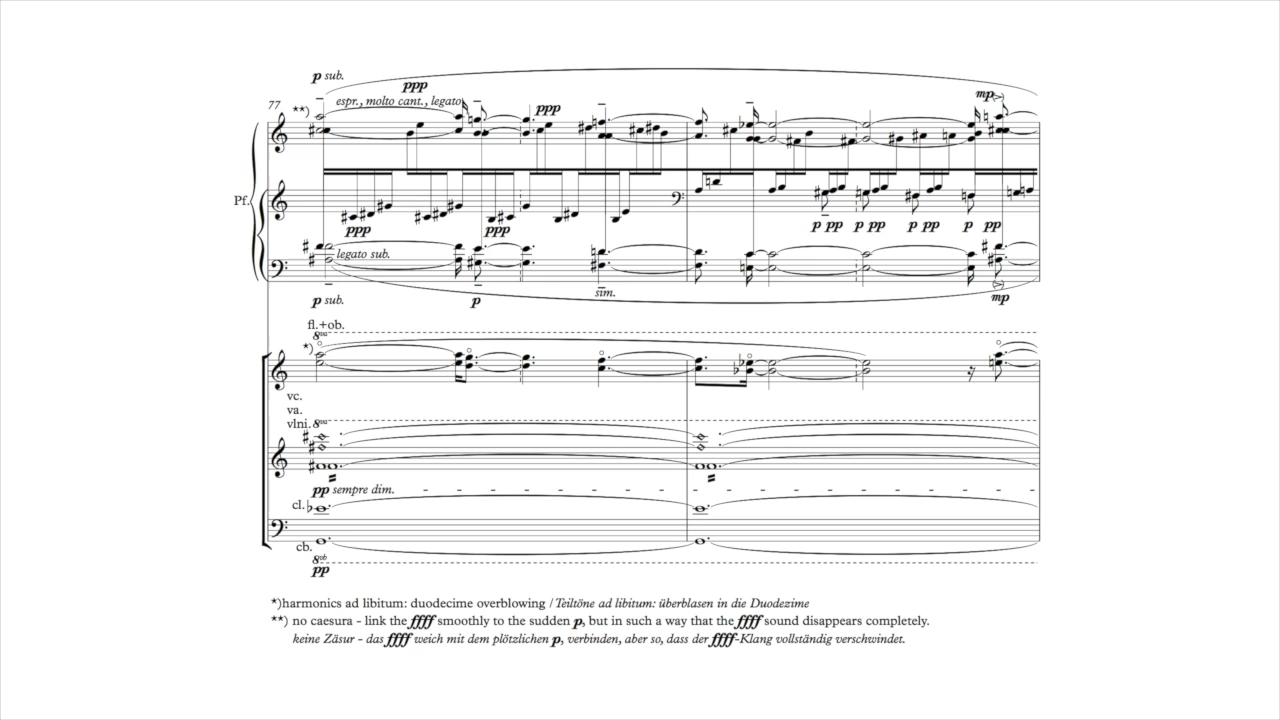 p sub.
ppp
77
**)
espr., molto cant., legato
ppp
mp
Pf.
ppp
ppp
p pp
p pp
p pp
p
pp
legato sub.
p sub.
p
sim.
mp
fl.+ob.
8va
*)
vc.
va.
vlni.
8va
pp sempre dim.
cl.
cb.
8vb
pp
*)harmonics ad libitum: duodecime overblowing / Teiltöne ad libitum: überblasen in die Duodezime
**) no caesura - link the ffff smoothly to the sudden p, but in such a way that the ffff sound disappears completely.
keine Zäsur - das ffff weich mit dem plötzlichen p, verbinden, aber so, dass der ffff-Klang vollständig verschwindet.